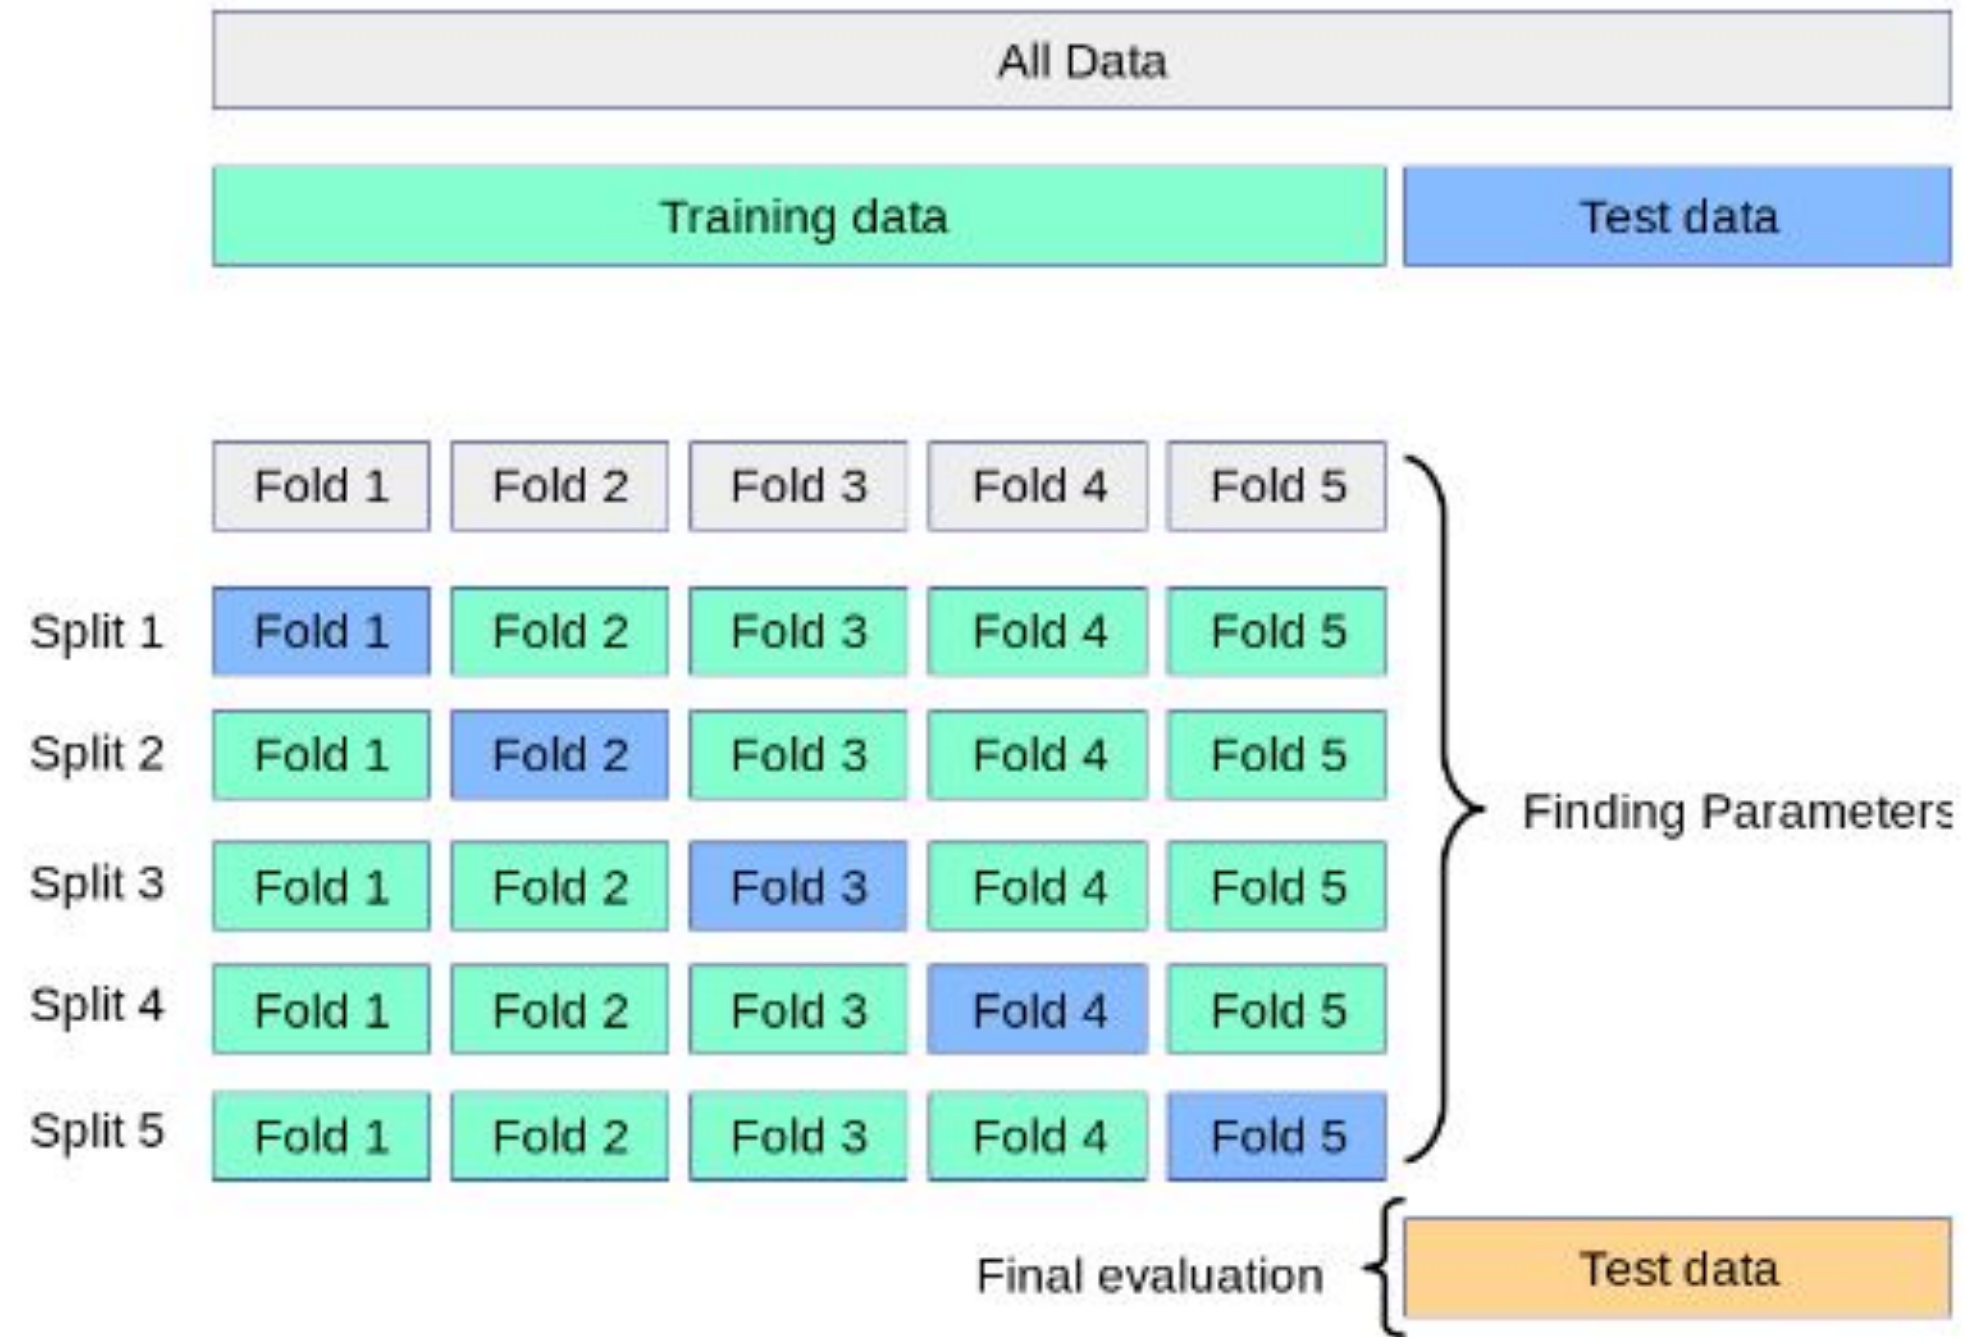 All Data
Training data Test data
Fold 1 Fold 2 Fold 3 Fold 4 Fold 5
Split 1 Fold 1 Fold 2 Fold 3 Fold 4 Fold 5
Split 2 Fold 1 Fold 2 Fold 3 Fold 4 Fold 5
Finding Parameters
Split 3 Fold 1 Fold 2 Fold 3 Fold 4 Fold 5
Split 4 Fold 1 Fold 2 Fold 3 Fold 4 Fold 5
Split 5 Fold 1 Fold 2 Fold 3 Fold 4 Fold 5
Final evaluation Test data